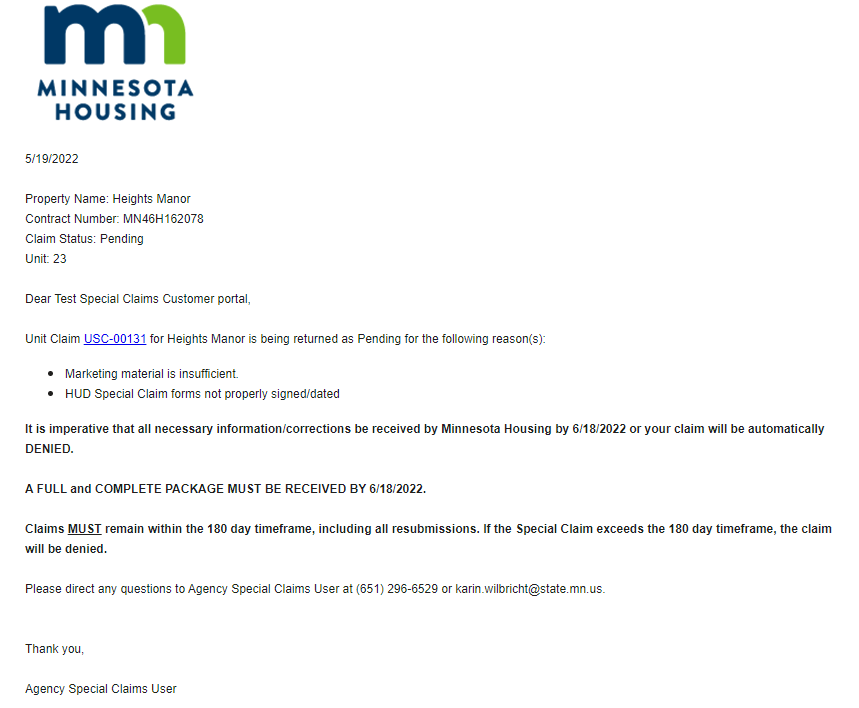 mn
MINNESOTA
HOUSING
5/19/2022
Property Name: Heights Manor
Contract Number: MN46H162078
Claim Status: Pending
Unit: 23
Dear Test Special Claims Customer portal,
Unit Claim USC-00131 for Heights Manor is being returned as Pending for the following reason(s):
• Marketing material is insufficient.
• HUD Special Claim forms not properly signed/dated
It is imperative that all necessary information/corrections be received by Minnesota Housing by 6/18/2022 or your claim will be automatically
DENIED.
A FULL and COMPLETE PACKAGE MUST BE RECEIVED BY 6/18/2022.
Claims MUST remain within the 180 day timeframe, including all resubmissions. If the Special Claim exceeds the 180 day timeframe, the claim
will be denied.
Please direct any questions to Agency Special Claims User at (651) 296-6529 or karin.wilbricht@state.mn.us.
Thank you,
Agency Special Claims User